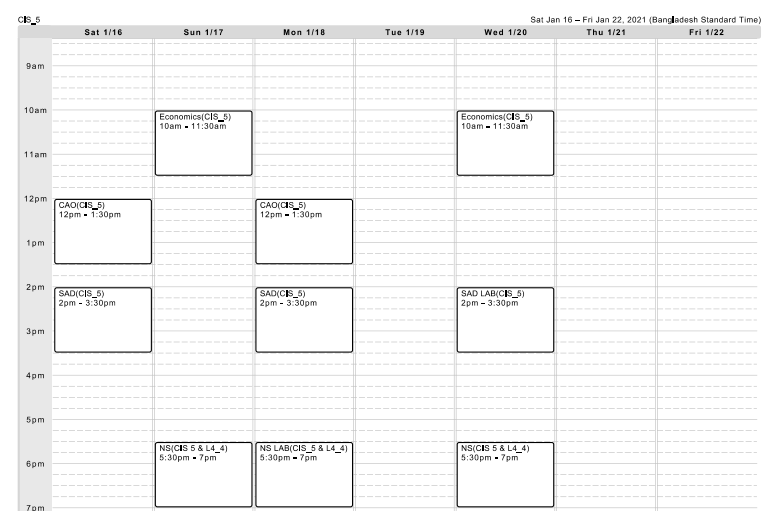 CIS_5
Sat Jan 16 – Fri Jan 22, 2021 (Bangladesh Standard Time)
Sat 1/16 Sun 1/17 Mon 1/18 Tue 1/19 Wed 1/20 Thu 1/21 Fri 1/22
9am
10am
Economics(CIS_5)
10am - 11:30am
Economics(CIS_5)
10am - 11:30am
11am
12pm
CAO(CIS_5)
12pm - 1:30pm
CAO(CIS_5)
12pm - 1:30pm
1pm
2pm
SAD(CIS_5)
2pm - 3:30pm
SAD(CIS_5)
2pm - 3:30pm
SAD LAB(CIS_5)
2pm - 3:30pm
3pm
4pm
5pm
NS(CIS 5 & L4_4)
5:30pm - 7pm
NS LAB(CIS_5 & L4_4)
5:30pm - 7pm
NS(CIS 5 & L4_4)
5:30pm - 7pm
6pm
7pm